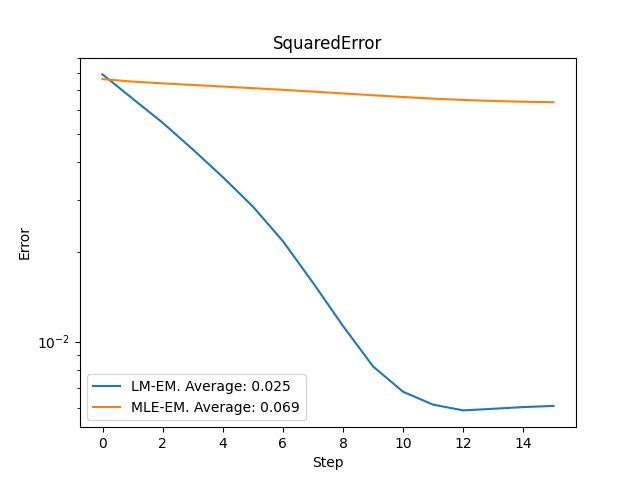 SquaredError
Error
10⁻²
LM-EM. Average: 0.025
MLE-EM. Average: 0.069
0 2 4 6 8 10 12 14
Step